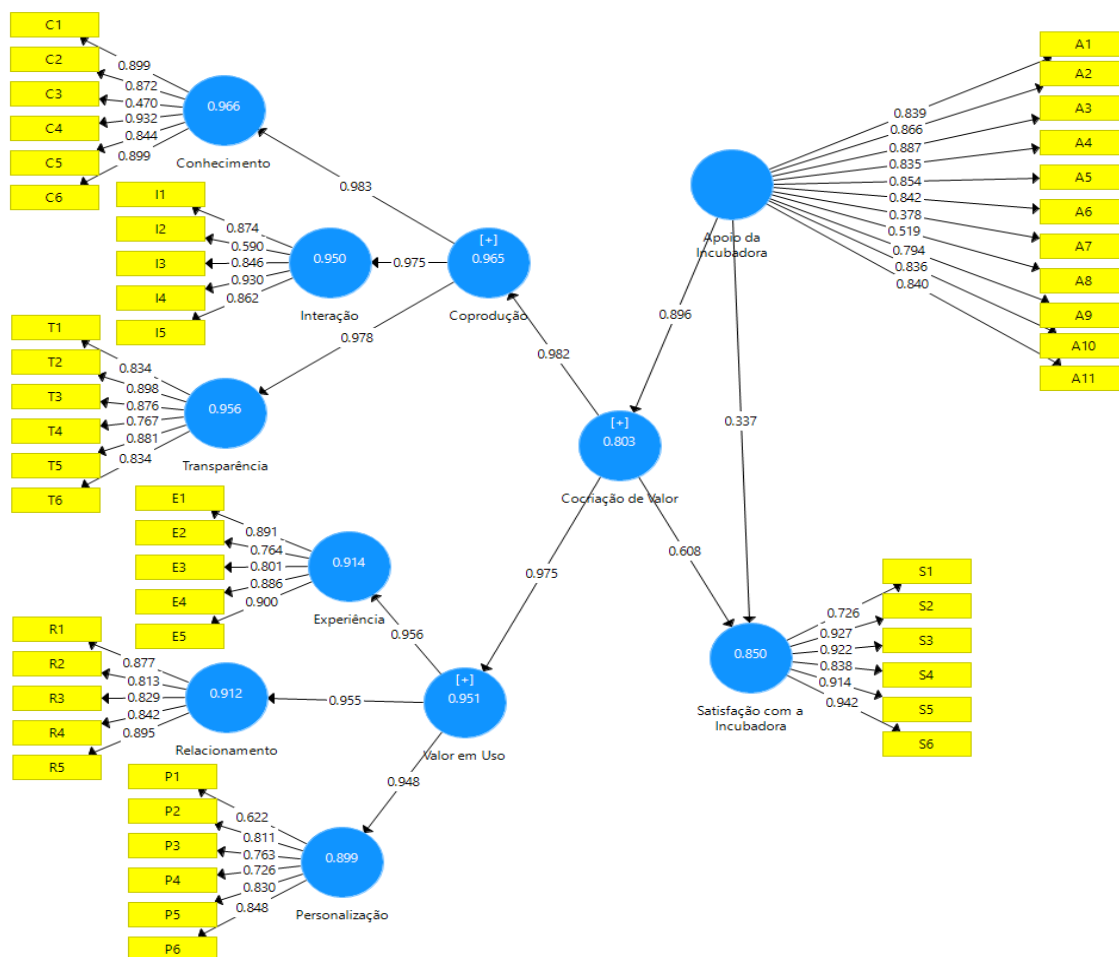 C1
C2
C3
C4
C5
C6
0.899
0.872
0.470
0.932
0.844
0.899
0.966
Conhecimento
I1
I2
I3
I4
I5
0.874
0.590
0.846
0.930
0.862
0.950
Interação
T1
T2
T3
T4
T5
T6
0.834
0.898
0.876
0.767
0.881
0.834
0.956
Transparência
0.983
0.975
0.978
[+]
0.965
Coprodução
E1
E2
E3
E4
E5
0.891
0.764
0.801
0.886
0.900
0.914
Experiência
R1
R2
R3
R4
R5
0.877
0.813
0.829
0.842
0.895
0.912
Relacionamento
P1
P2
P3
P4
P5
P6
0.622
0.811
0.763
0.726
0.830
0.848
0.899
Personalização
0.956
0.955
0.948
[+]
0.951
Valor em Uso
0.982
0.975
[+]
0.803
Cocriação de Valor
0.896
0.337
0.608
Apoio da
Incubadora
0.839
0.866
0.887
0.835
0.854
0.842
0.378
0.519
0.794
0.836
0.840
A1
A2
A3
A4
A5
A6
A7
A8
A9
A10
A11
0.850
Satisfação com a
Incubadora
0.726
0.927
0.922
0.838
0.914
0.942
S1
S2
S3
S4
S5
S6